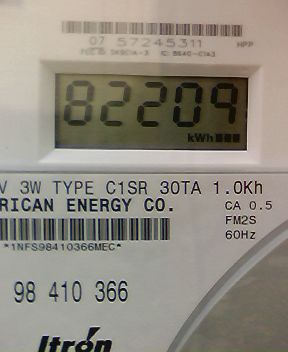 07 57245311 HPP
82209
kWh
V 3W TYPE C1SR 30TA 1.0Kh
RICAN ENERGY CO. CA 0.5
FM2S
60Hz
*1NFS98410366MEC*
98 410 366
Itron